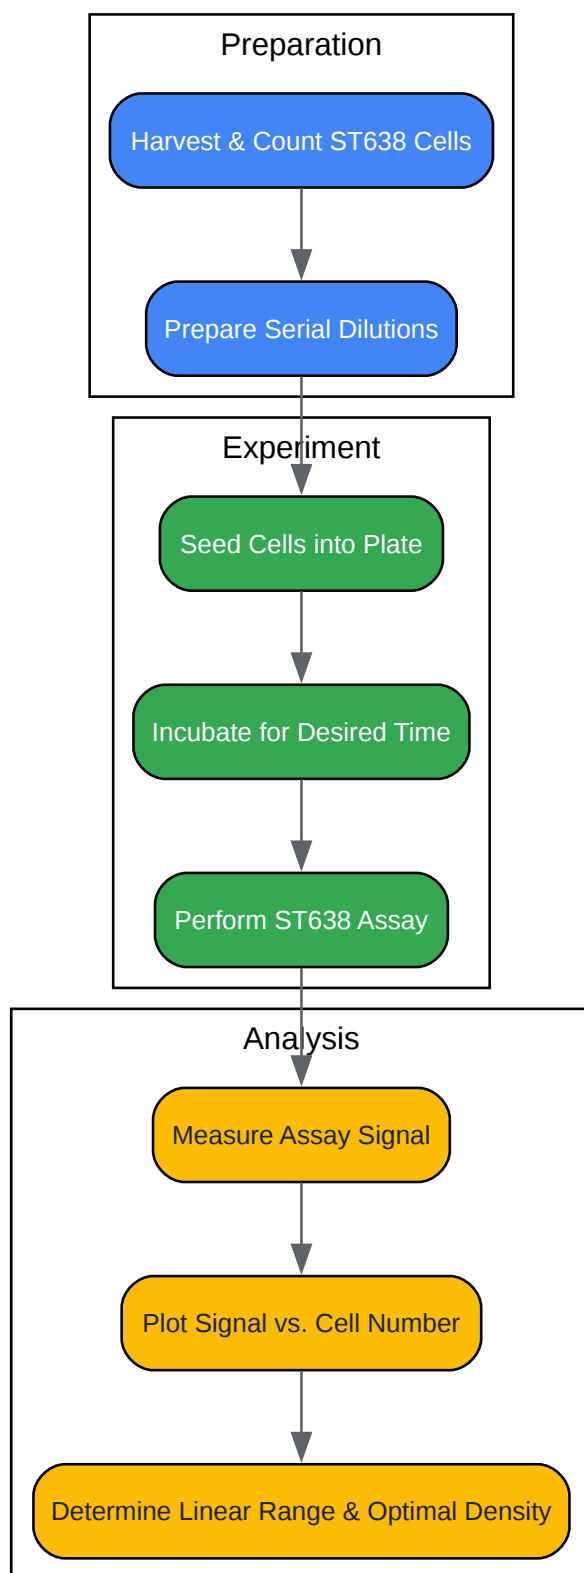 Preparation
Harvest & Count ST638 Cells
Prepare Serial Dilutions
Experiment
Seed Cells into Plate
Incubate for Desired Time
Perform ST638 Assay
Analysis
Measure Assay Signal
Plot Signal vs. Cell Number
Determine Linear Range & Optimal Density